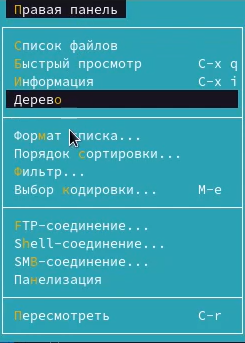 Правая панель
Список файлов
Быстрый просмотр C-x q
Информация C-x i
Дерево
Формат списка...
Порядок сортировки...
Фильтр...
Выбор кодировки... M-e
FTP-соединение...
Shell-соединение...
SMB-соединение...
Панелизация
Пересмотреть C-r